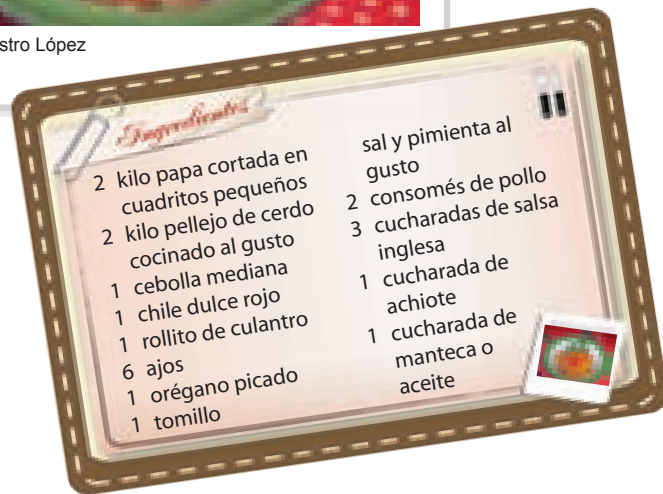 stro López
Ingredientes
2 kilo papa cortada en
cuadritos pequeños
2 kilo pellejo de cerdo
cocinado al gusto
1 cebolla mediana
1 chile dulce rojo
1 rollito de culantro
6 ajos
1 orégano picado
1 tomillo
sal y pimienta al
gusto
2 consomés de pollo
3 cucharadas de salsa
inglesa
1 cucharada de
achiote
1 cucharada de
manteca o
aceite